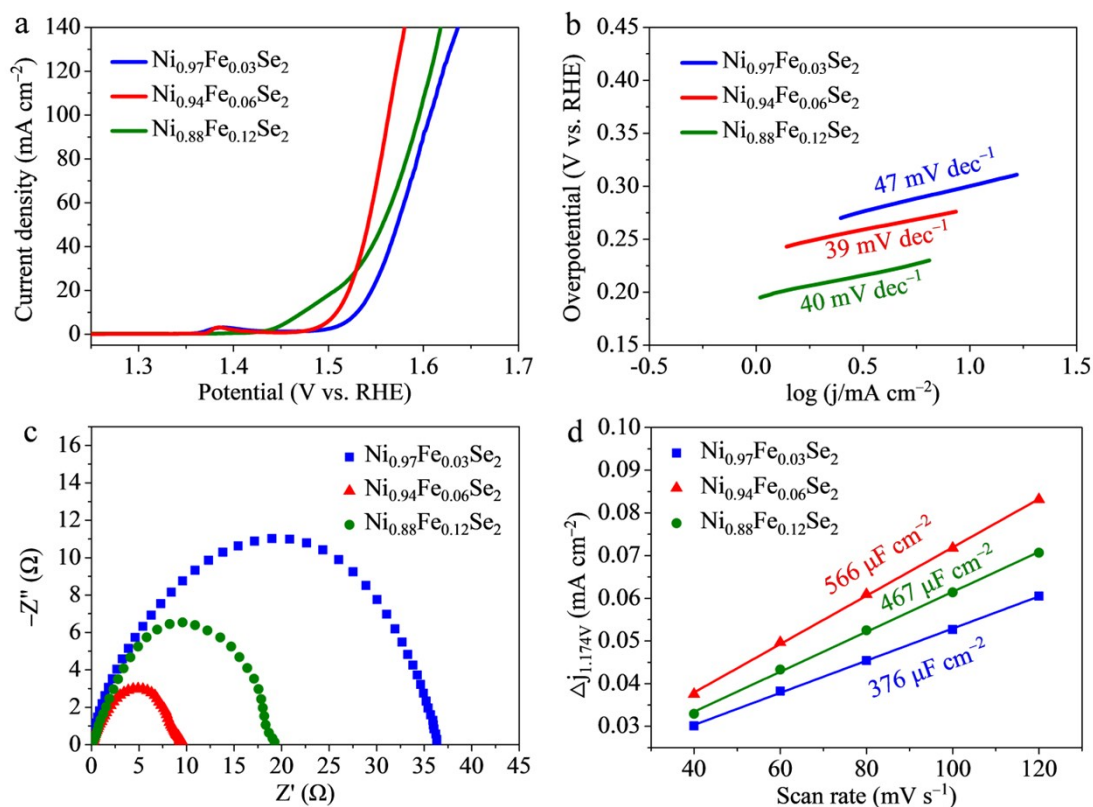 a
140
120
100
80
60
40
20
0
Current density (mA cm⁻²)
Ni₀.₉₇Fe₀.₀₃Se₂
Ni₀.₉₄Fe₀.₀₆Se₂
Ni₀.₈₈Fe₀.₁₂Se₂
1.3 1.4 1.5 1.6 1.7
Potential (V vs. RHE)
b
0.45
0.40
0.35
0.30
0.25
0.20
0.15
Overpotential (V vs. RHE)
Ni₀.₉₇Fe₀.₀₃Se₂
Ni₀.₉₄Fe₀.₀₆Se₂
Ni₀.₈₈Fe₀.₁₂Se₂
47 mV dec⁻¹
39 mV dec⁻¹
40 mV dec⁻¹
-0.5 0.0 0.5 1.0 1.5
log (j/mA cm⁻²)
c
16
14
12
10
8
6
4
2
0
−Z'' (Ω)
Ni₀.₉₇Fe₀.₀₃Se₂
Ni₀.₉₄Fe₀.₀₆Se₂
Ni₀.₈₈Fe₀.₁₂Se₂
0 5 10 15 20 25 30 35 40 45
Z' (Ω)
d
0.10
0.09
0.08
0.07
0.06
0.05
0.04
0.03
△j₁.₁₇₄V (mA cm⁻²)
Ni₀.₉₇Fe₀.₀₃Se₂
Ni₀.₉₄Fe₀.₀₆Se₂
Ni₀.₈₈Fe₀.₁₂Se₂
566 μF cm⁻²
467 μF cm⁻²
376 μF cm⁻²
40 60 80 100 120
Scan rate (mV s⁻¹)